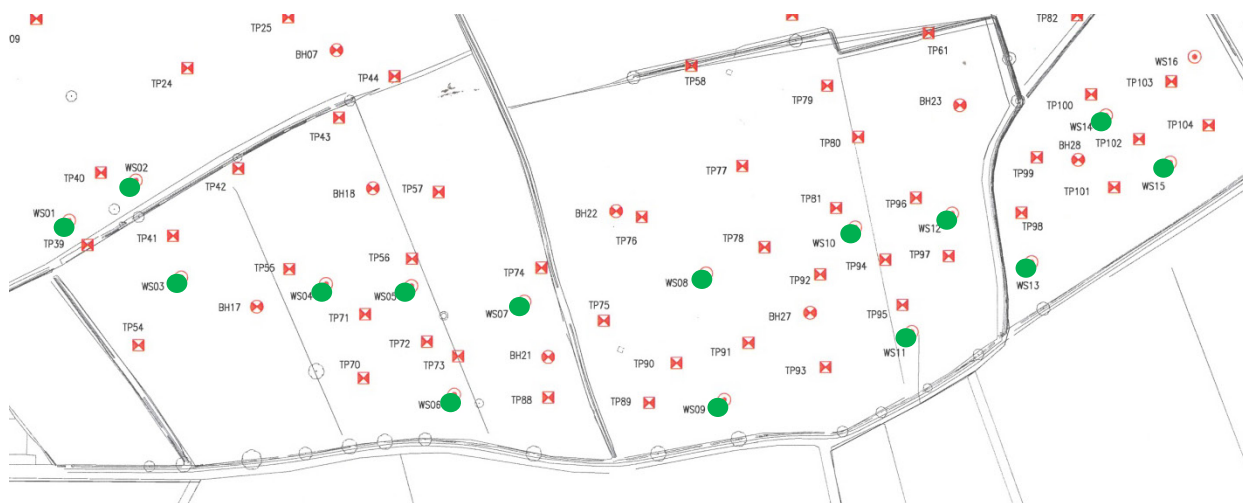 09
TP25
TP24
BH07
TP44
TP43
TP40
WS02
TP42
WS01
TP39
TP41
BH18
TP57
WS03
TP55
TP56
WS04
WS05
BH17
TP71
TP54
TP72
TP73
TP70
WS06
TP74
WS07
BH21
TP88
TP58
TP61
TP79
BH23
TP80
TP77
BH22
TP76
TP81
TP96
WS10
WS12
TP78
TP94
TP97
WS08
TP92
TP75
BH27
TP95
WS11
TP91
TP90
TP93
TP89
WS09
TP82
WS16
TP103
TP100
WS14
TP104
TP102
BH28
TP99
TP101
WS15
TP98
WS13